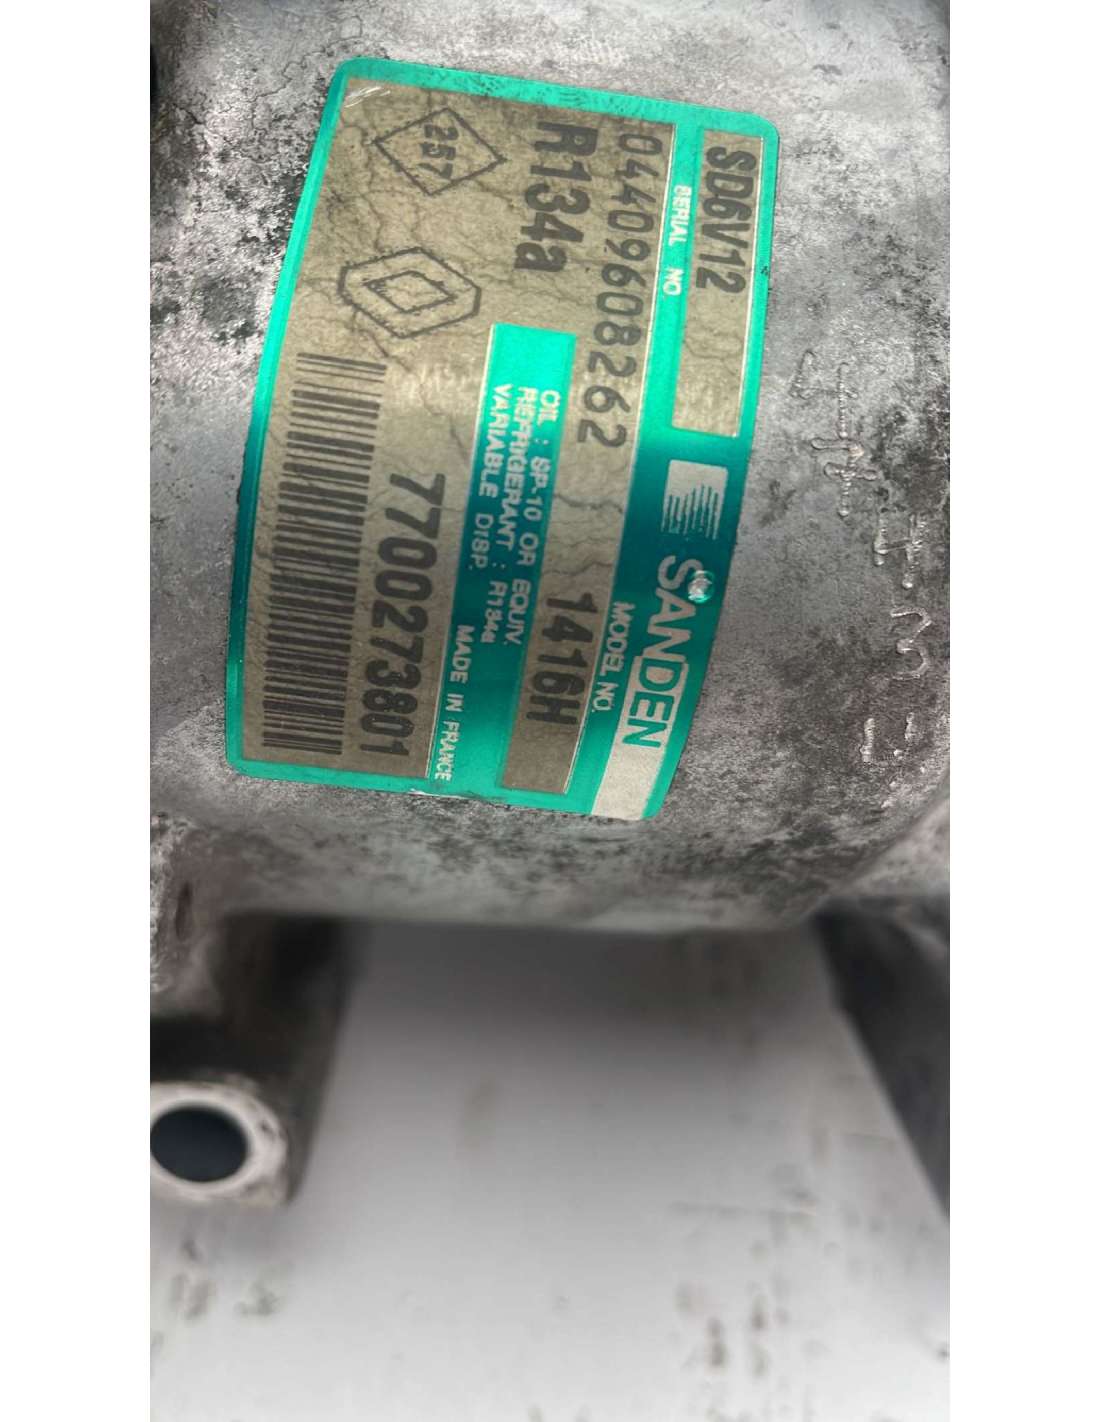 SD6V12
SANDEN
SERIAL NO.
MODEL NO.
04409608262
1416H
R134a
OIL : SP-10 OR EQUIV.
REFRIGERANT : R134a
VARIABLE DISP.
MADE IN FRANCE
257
7700273801